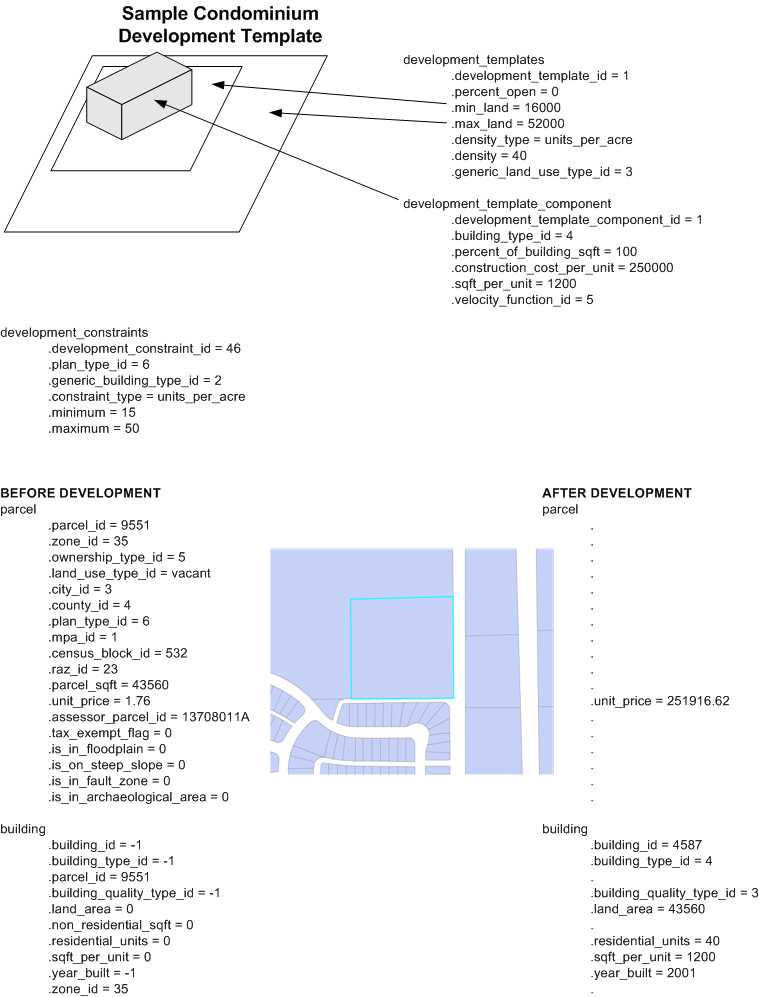 Sample Condominium
Development Template
development_templates
.development_template_id = 1
.percent_open = 0
.min_land = 16000
.max_land = 52000
.density_type = units_per_acre
.density = 40
.generic_land_use_type_id = 3
development_template_component
.development_template_component_id = 1
.building_type_id = 4
.percent_of_building_sqft = 100
.construction_cost_per_unit = 250000
.sqft_per_unit = 1200
.velocity_function_id = 5
development_constraints
.development_constraint_id = 46
.plan_type_id = 6
.generic_building_type_id = 2
.constraint_type = units_per_acre
.minimum = 15
.maximum = 50
BEFORE DEVELOPMENT
parcel
.parcel_id = 9551
.zone_id = 35
.ownership_type_id = 5
.land_use_type_id = vacant
.city_id = 3
.county_id = 4
.plan_type_id = 6
.mpa_id = 1
.census_block_id = 532
.raz_id = 23
.parcel_sqft = 43560
.unit_price = 1.76
.assessor_parcel_id = 13708011A
.tax_exempt_flag = 0
.is_in_floodplain = 0
.is_on_steep_slope = 0
.is_in_fault_zone = 0
.is_in_archaeological_area = 0
building
.building_id = -1
.building_type_id = -1
.parcel_id = 9551
.building_quality_type_id = -1
.land_area = 0
.non_residential_sqft = 0
.residential_units = 0
.sqft_per_unit = 0
.year_built = -1
.zone_id = 35
AFTER DEVELOPMENT
parcel
.
.
.
.
.
.
.
.
.
.
.
.unit_price = 251916.62
.
.
.
.
.
.
building
.building_id = 4587
.building_type_id = 4
.
.building_quality_type_id = 3
.land_area = 43560
.
.residential_units = 40
.sqft_per_unit = 1200
.year_built = 2001
.